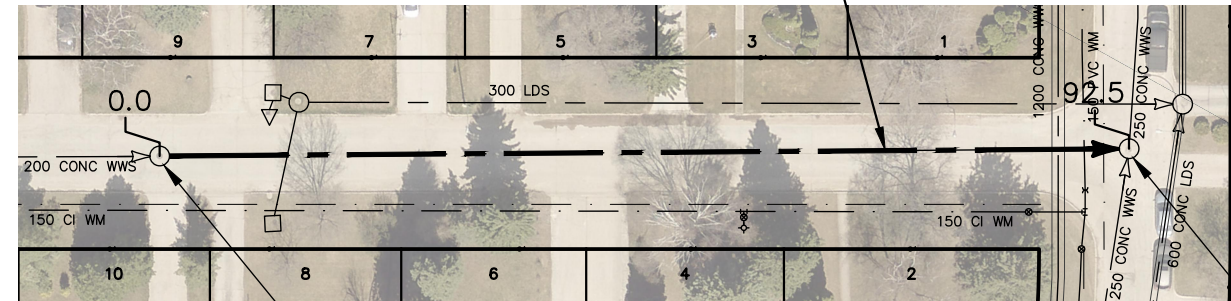 9
7
5
3
1
1200 CONC WWS
150 PVC WM
250 CONC WWS
92.5
300 LDS
0.0
200 CONC WWS
150 CI WM
150 CI WM
250 CONC WWS
600 CONC LDS
10
8
6
4
2